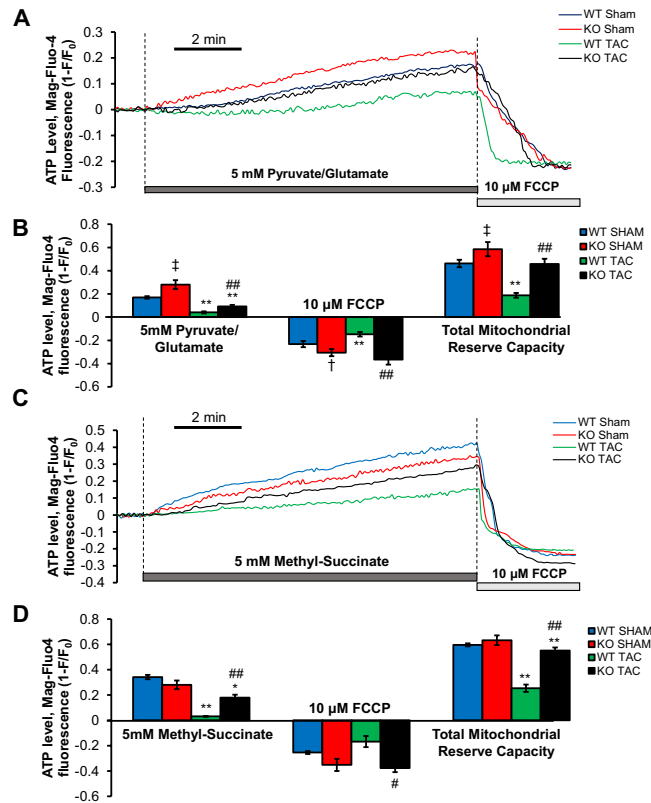 A
2 min
WT Sham
KO Sham
WT TAC
KO TAC
ATP Level, Mag-Fluo-4
Fluorescence (1-F/F0)
0.3
0.2
0.1
0
-0.1
-0.2
-0.3
5 mM Pyruvate/Glutamate
10 µM FCCP
B
ATP level, Mag-Fluo4
fluorescence (1-F/F0)
0.8
0.6
0.4
0.2
0
-0.2
-0.4
-0.6
‡
**
##
**
5mM Pyruvate/
Glutamate
10 µM FCCP
†
**
##
‡
**
##
Total Mitochondrial
Reserve Capacity
WT SHAM
KO SHAM
WT TAC
KO TAC
C
2 min
WT Sham
KO Sham
WT TAC
KO TAC
ATP level, Mag-Fluo4
fluorescence (1-F/F0)
0.5
0.4
0.3
0.2
0.1
0
-0.1
-0.2
-0.3
-0.4
5 mM Methyl-Succinate
10 µM FCCP
D
ATP level, Mag-Fluo4
fluorescence (1-F/F0)
0.8
0.6
0.4
0.2
0
-0.2
-0.4
-0.6
**
##
*
5mM Methyl-Succinate
10 µM FCCP
#
**
##
**
Total Mitochondrial
Reserve Capacity
WT SHAM
KO SHAM
WT TAC
KO TAC